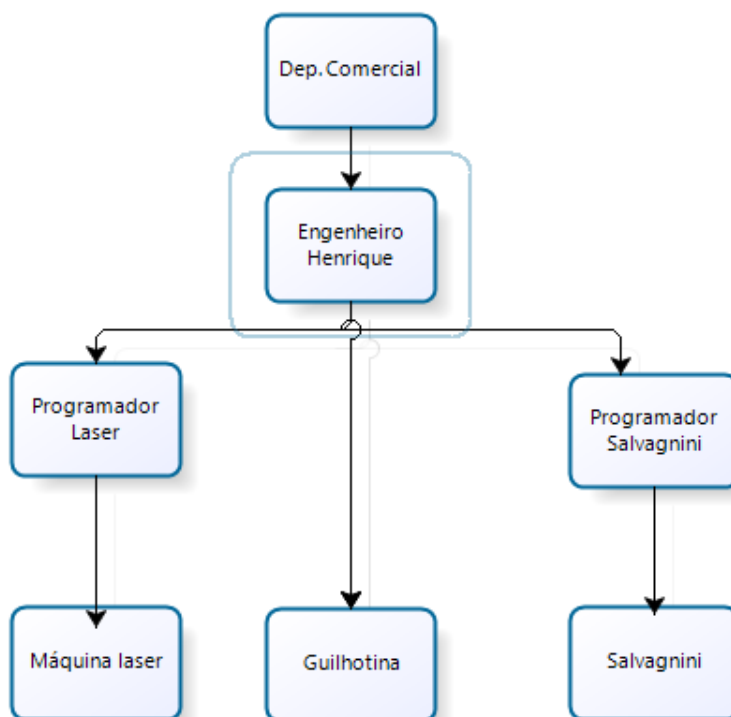 Dep. Comercial
Engenheiro
Henrique
Programador
Laser
Programador
Salvagnini
Máquina laser
Guilhotina
Salvagnini